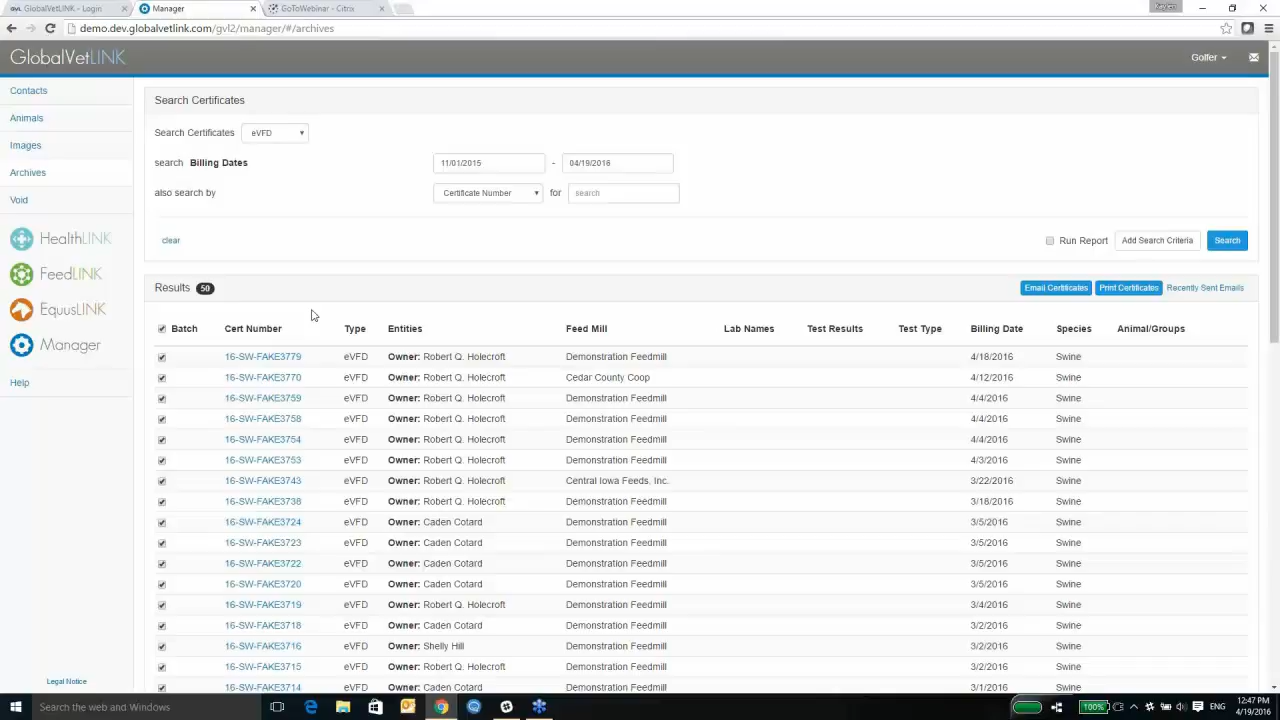 GlobalVetLINK - Login
Manager
GoToWebinar - Citrix
demo.dev.globalvetlink.com/gvl2/manager/#/archives
GlobalVetLINK
Golfer
Contacts
Animals
Images
Archives
Void
HealthLINK
FeedLINK
EquusLINK
Manager
Help
Legal Notice
Search Certificates
Search Certificates eVFD
search Billing Dates 11/01/2015 - 04/19/2016
also search by Certificate Number for search
clear Run Report Add Search Criteria Search
Results 50 Email Certificates Print Certificates Recently Sent Emails
Batch Cert Number Type Entities Feed Mill Lab Names Test Results Test Type Billing Date Species Animal/Groups
16-SW-FAKE3779 eVFD Owner: Robert Q. Holecroft Demonstration Feedmill 4/18/2016 Swine
16-SW-FAKE3770 eVFD Owner: Robert Q. Holecroft Cedar County Coop 4/12/2016 Swine
16-SW-FAKE3759 eVFD Owner: Robert Q. Holecroft Demonstration Feedmill 4/4/2016 Swine
16-SW-FAKE3758 eVFD Owner: Robert Q. Holecroft Demonstration Feedmill 4/4/2016 Swine
16-SW-FAKE3754 eVFD Owner: Robert Q. Holecroft Demonstration Feedmill 4/4/2016 Swine
16-SW-FAKE3753 eVFD Owner: Robert Q. Holecroft Demonstration Feedmill 4/3/2016 Swine
16-SW-FAKE3743 eVFD Owner: Robert Q. Holecroft Central Iowa Feeds, Inc. 3/22/2016 Swine
16-SW-FAKE3738 eVFD Owner: Robert Q. Holecroft Demonstration Feedmill 3/18/2016 Swine
16-SW-FAKE3724 eVFD Owner: Caden Cotard Demonstration Feedmill 3/5/2016 Swine
16-SW-FAKE3723 eVFD Owner: Caden Cotard Demonstration Feedmill 3/5/2016 Swine
16-SW-FAKE3722 eVFD Owner: Caden Cotard Demonstration Feedmill 3/5/2016 Swine
16-SW-FAKE3720 eVFD Owner: Caden Cotard Demonstration Feedmill 3/5/2016 Swine
16-SW-FAKE3719 eVFD Owner: Robert Q. Holecroft Demonstration Feedmill 3/4/2016 Swine
16-SW-FAKE3718 eVFD Owner: Caden Cotard Demonstration Feedmill 3/2/2016 Swine
16-SW-FAKE3716 eVFD Owner: Shelly Hill Demonstration Feedmill 3/2/2016 Swine
16-SW-FAKE3715 eVFD Owner: Robert Q. Holecroft Demonstration Feedmill 3/2/2016 Swine
16-SW-FAKE3714 eVFD Owner: Caden Cotard Demonstration Feedmill 3/1/2016 Swine
Search the web and Windows
100% ENG
12:47 PM
4/19/2016